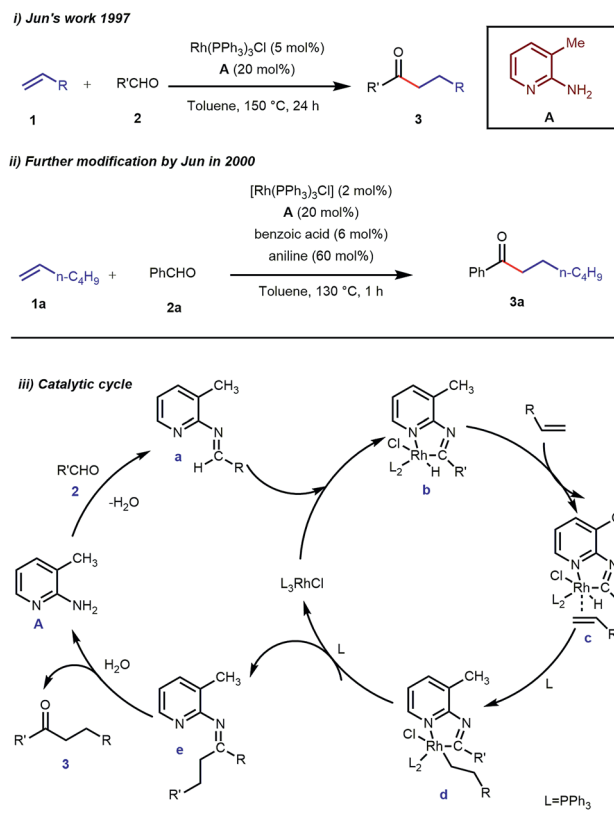 i) Jun's work 1997
Rh(PPh3)3Cl (5 mol%)
A (20 mol%)
R + R'CHO
Toluene, 150 °C, 24 h
1 2
O
R' R
3
Me
N NH2
A
ii) Further modification by Jun in 2000
[Rh(PPh3)3Cl] (2 mol%)
A (20 mol%)
benzoic acid (6 mol%)
aniline (60 mol%)
n-C4H9 + PhCHO
Toluene, 130 °C, 1 h
1a 2a
O
Ph n-C4H9
3a
iii) Catalytic cycle
CH3
N N
H C R
a
CH3
N N
Cl Rh C
L2 H R'
b
R
R'CHO
2
-H2O
CH3
N NH2
A
L3RhCl
C
N N
Cl Rh C
L2 H
R
c
L
L
H2O
O
R' R
3
CH3
N N
C R
R'
e
CH3
N N
Cl Rh C
L2 R'
R
d
L=PPh3